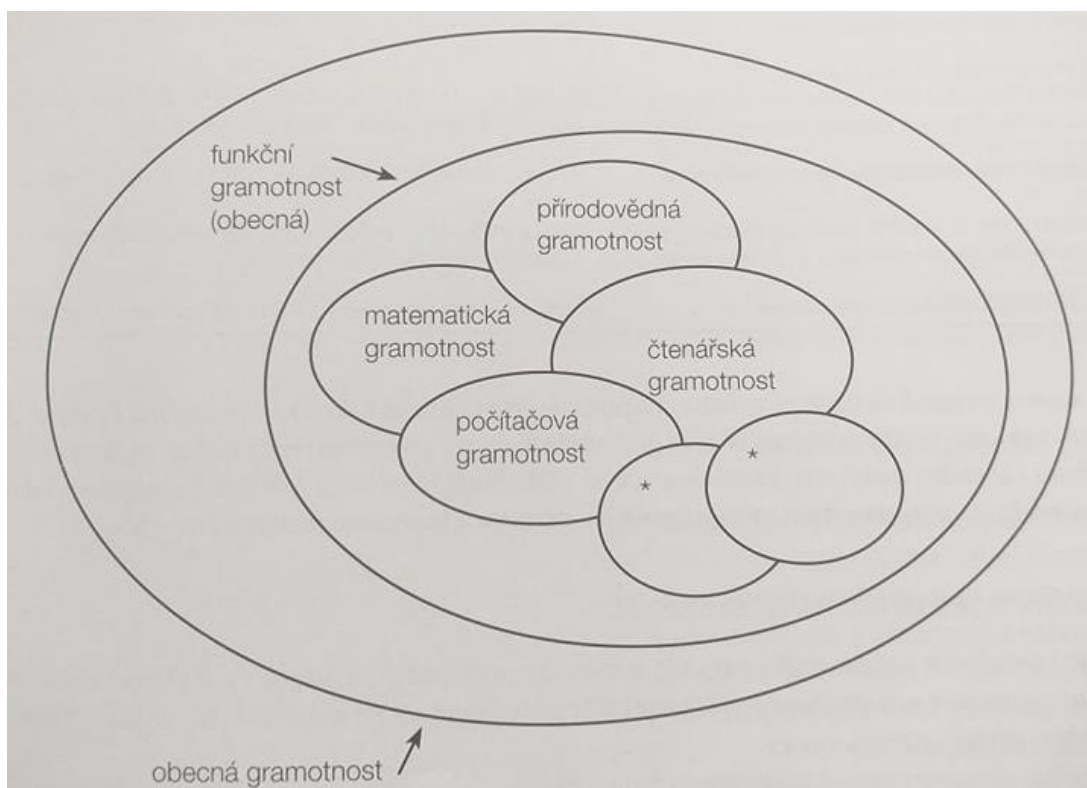 funkční
gramotnost
(obecná)
přírodovědná
gramotnost
matematická
gramotnost
čtenářská
gramotnost
počítačová
gramotnost
*
*
obecná gramotnost